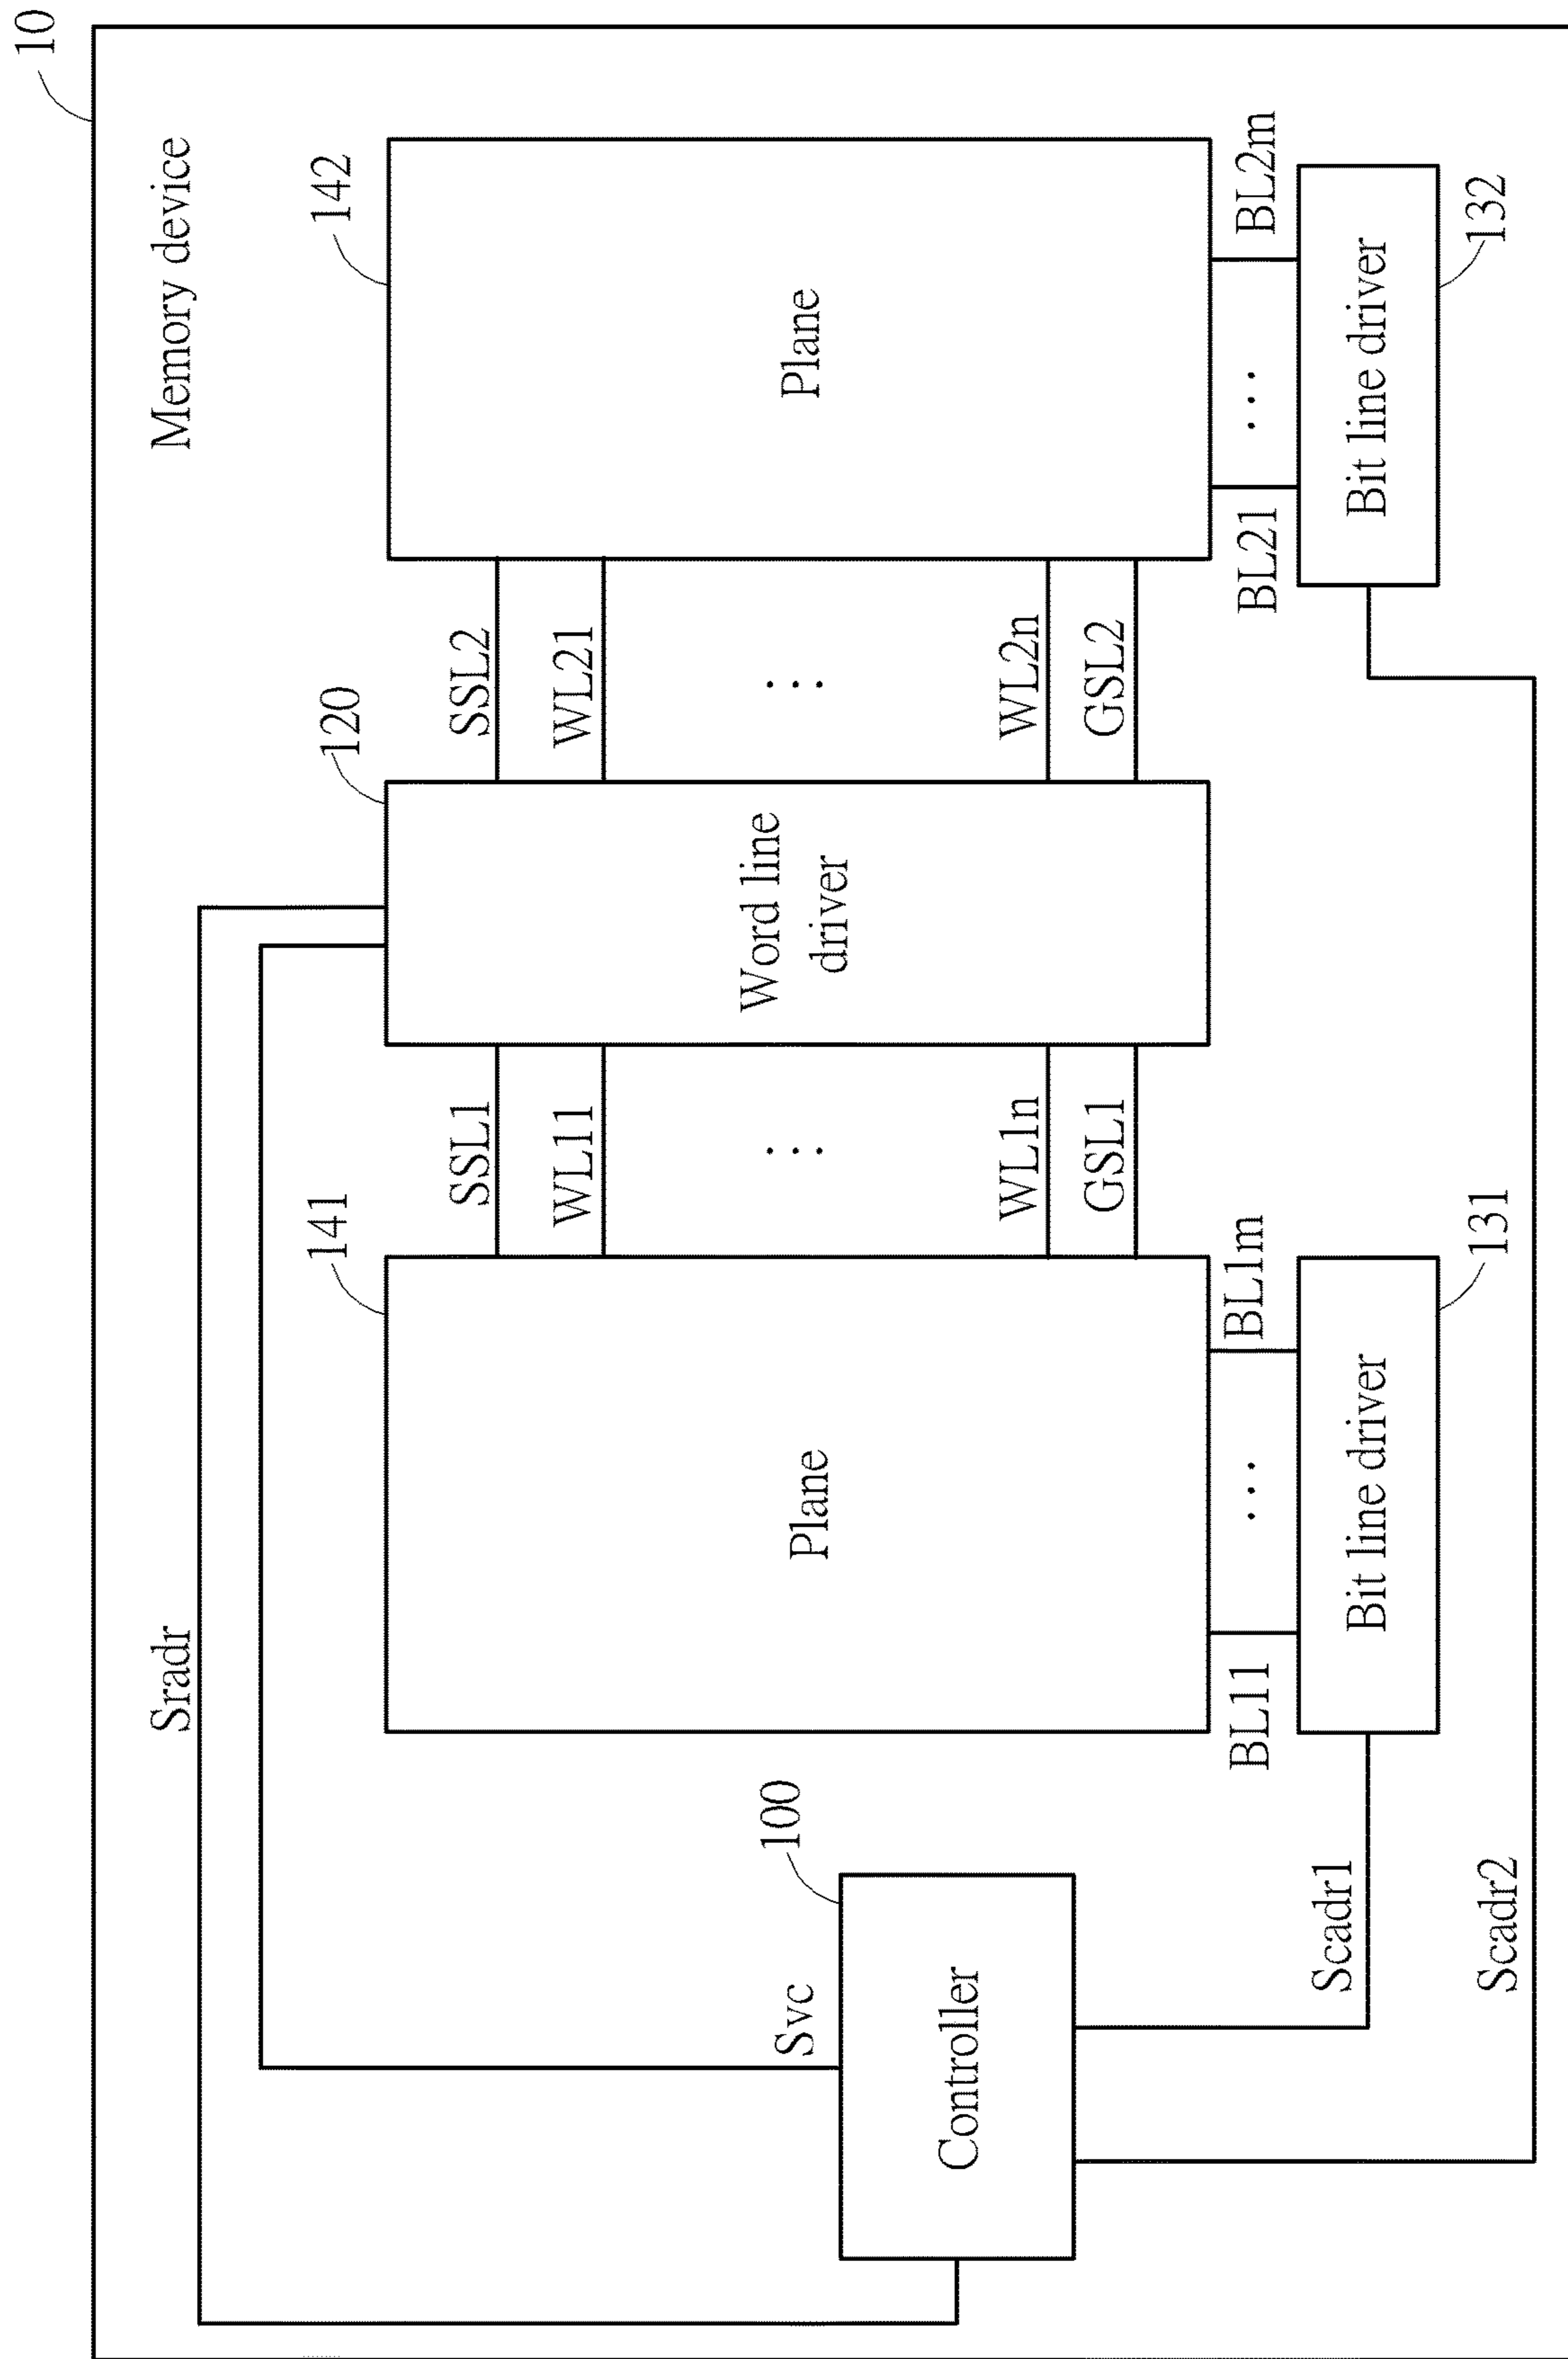 10
Memory device
Sradr
Svc
100
Controller
Scadr1
Scadr2
141
Plane
SSL1
WL11
...
WL1n
GSL1
BL11
...
BL1m
Bit line driver
131
120
Word line
driver
SSL2
WL21
...
WL2n
GSL2
142
Plane
BL21
...
BL2m
Bit line driver
132